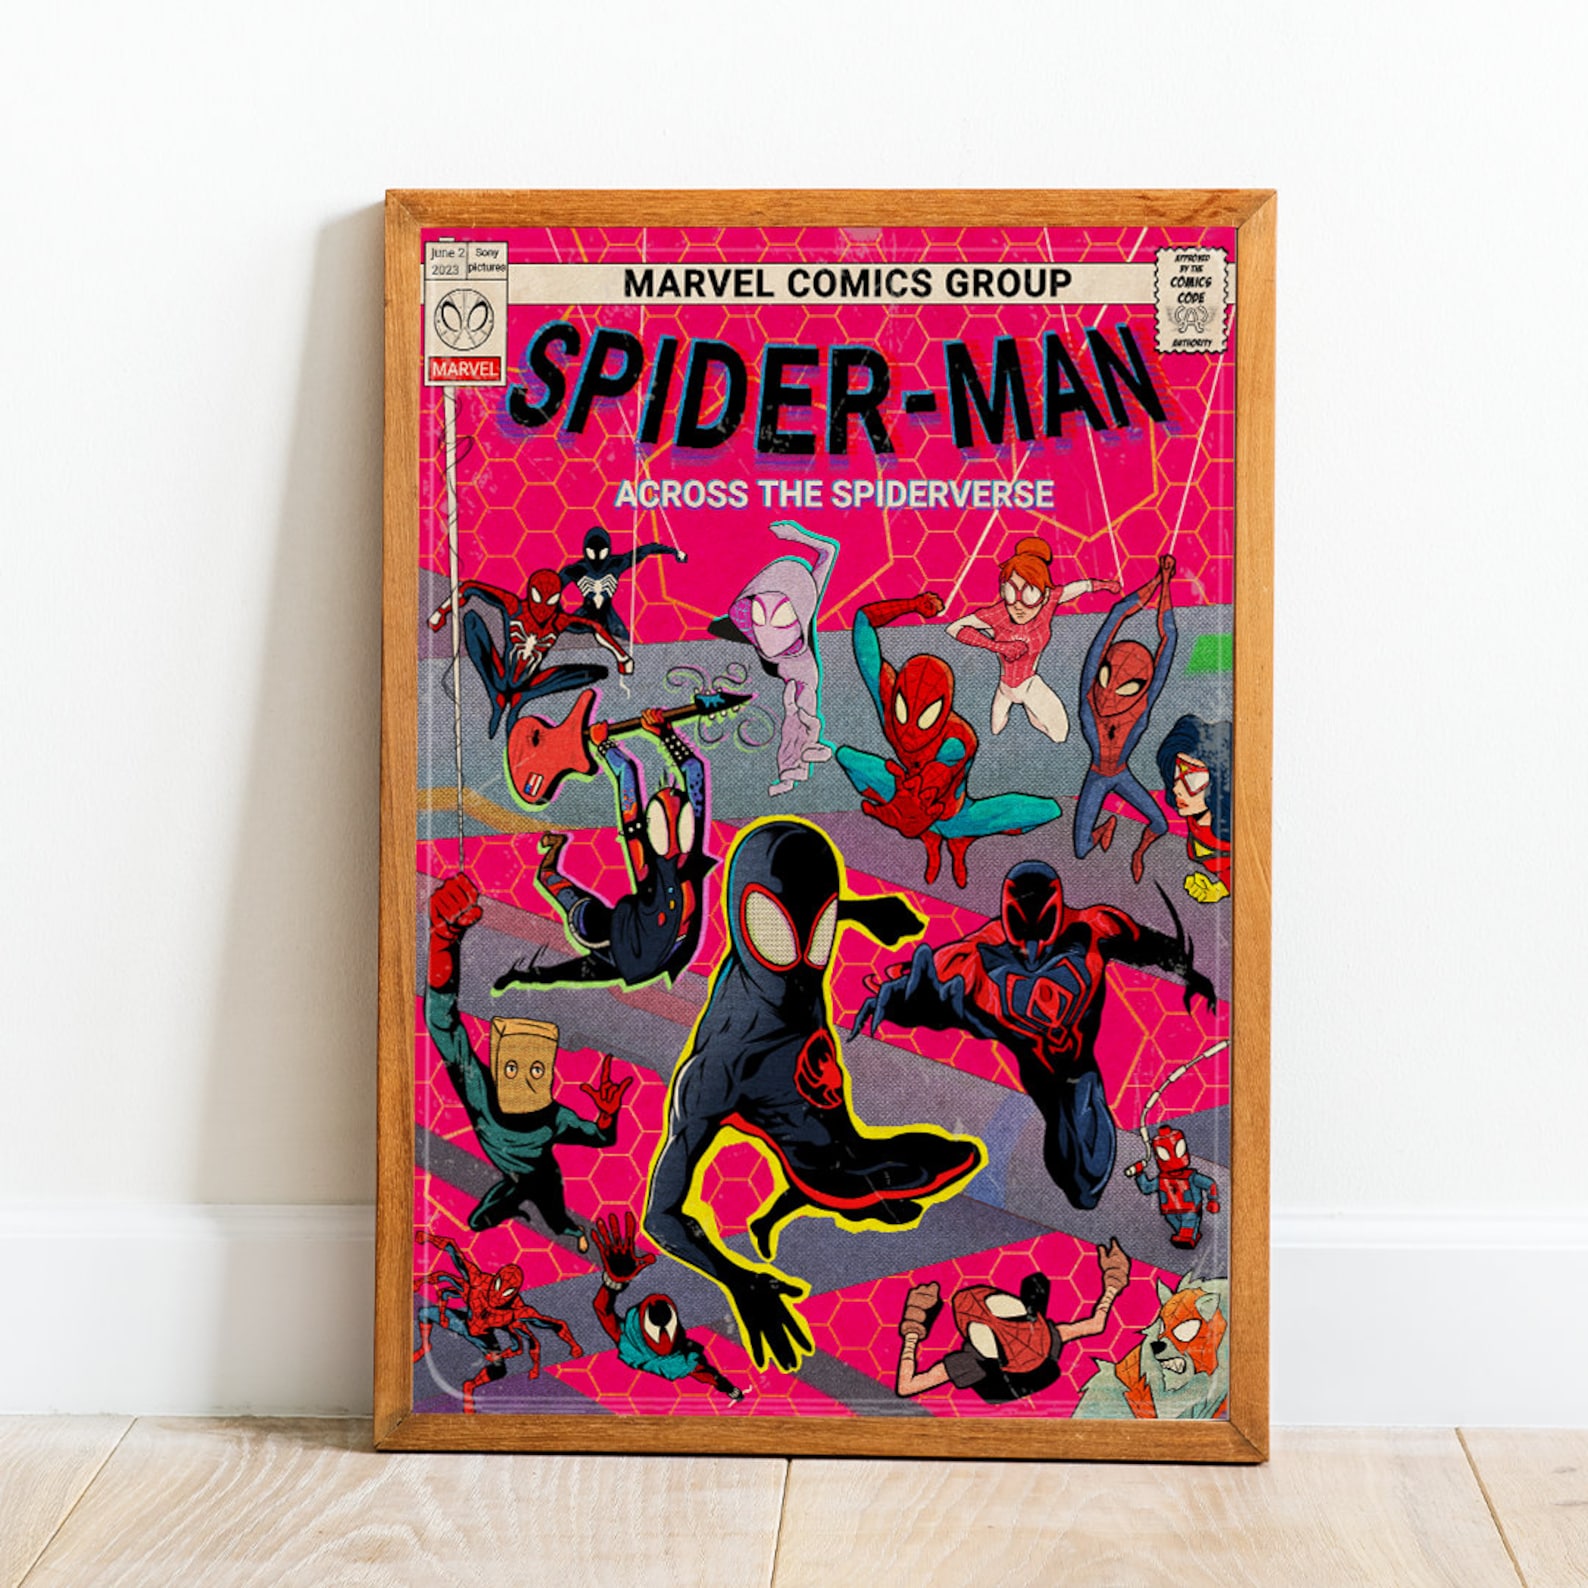 June 2
2023
Sony
pictures
MARVEL
MARVEL COMICS GROUP
APPROVED
BY THE
COMICS
CODE
AUTHORITY
SPIDER-MAN
ACROSS THE SPIDERVERSE